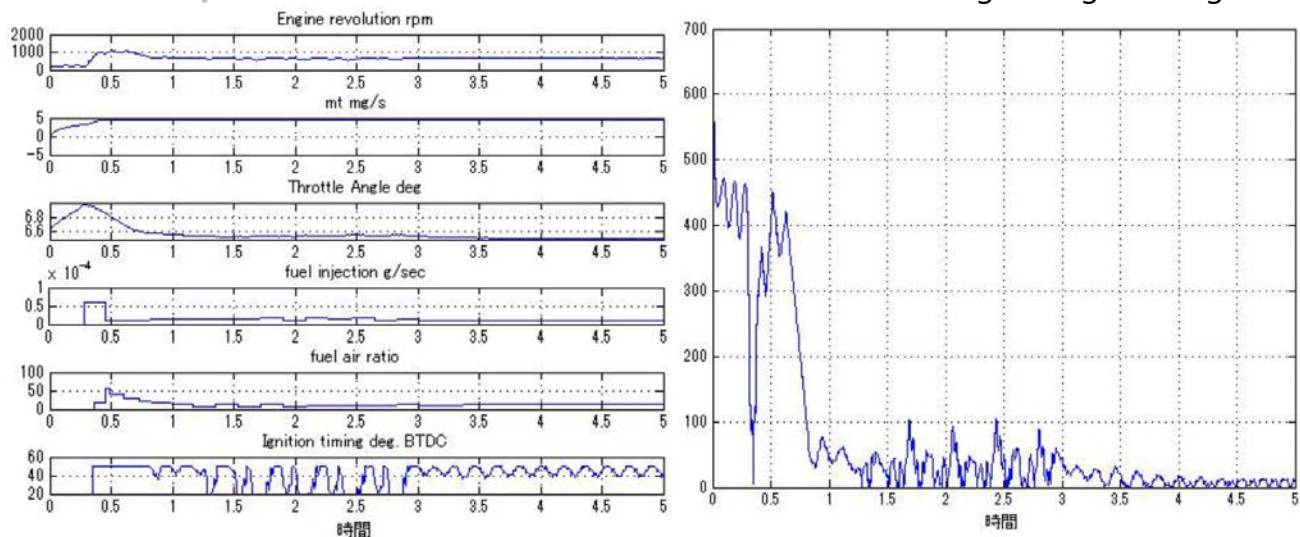 Engine revolution rpm
2000
1000
0
0 0.5 1 1.5 2 2.5 3 3.5 4 4.5 5
mt mg/s
5
0
-5
0 0.5 1 1.5 2 2.5 3 3.5 4 4.5 5
Throttle Angle deg
6.8
6.6
0 0.5 1 1.5 2 2.5 3 3.5 4 4.5 5
x 10-4
fuel injection g/sec
1
0.5
0
0 0.5 1 1.5 2 2.5 3 3.5 4 4.5 5
fuel air ratio
100
50
0
0 0.5 1 1.5 2 2.5 3 3.5 4 4.5 5
Ignition timing deg. BTDC
60
40
20
0 0.5 1 1.5 2 2.5 3 3.5 4 4.5 5
時間
700
600
500
400
300
200
100
0
0 0.5 1 1.5 2 2.5 3 3.5 4 4.5 5
時間